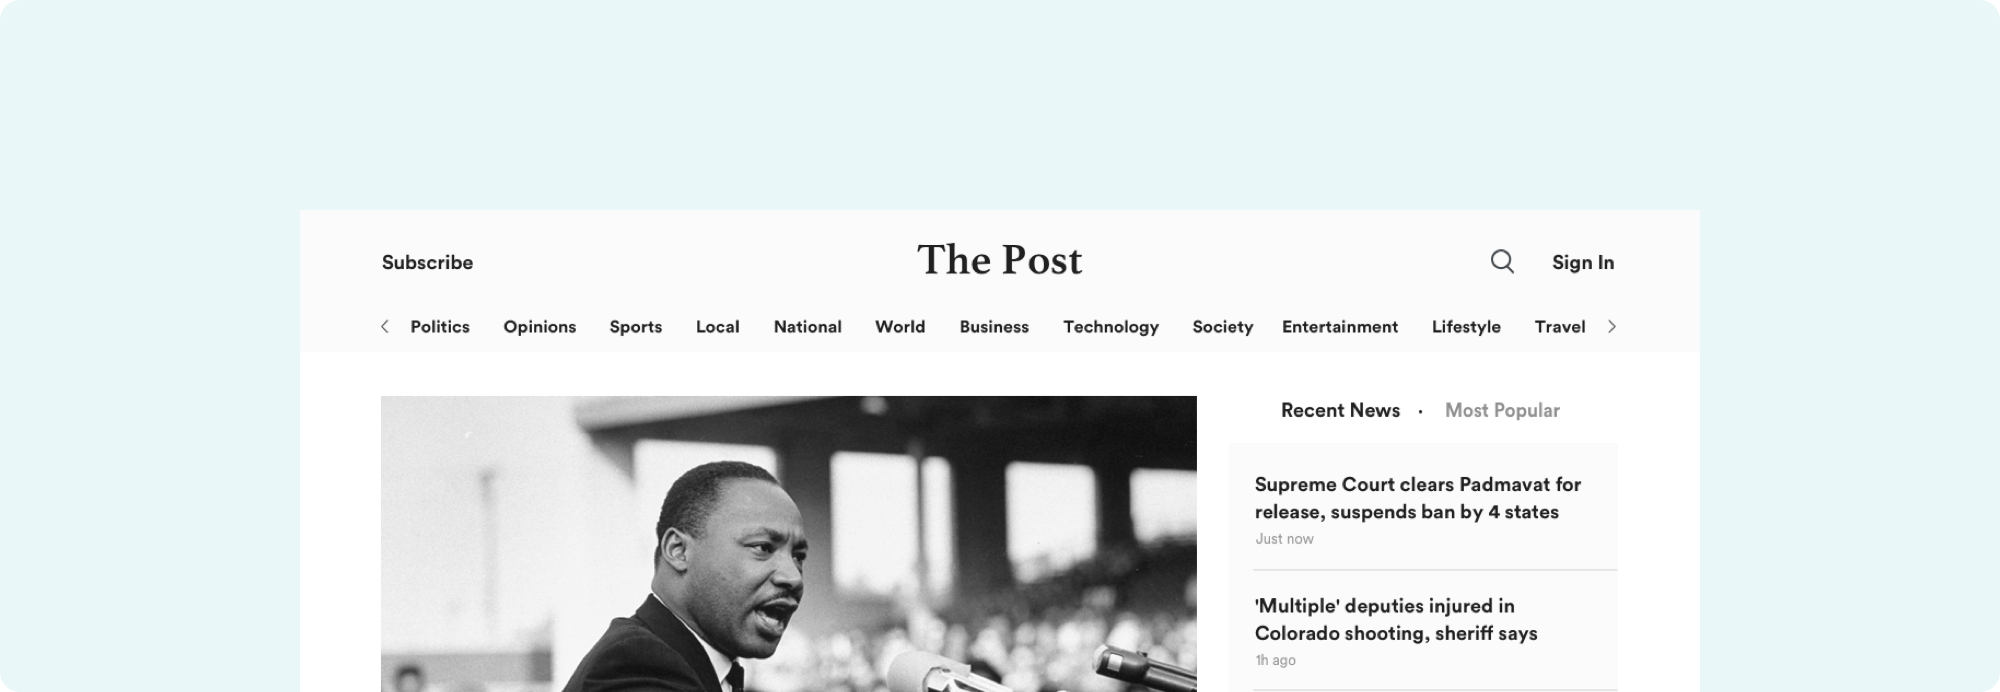 Subscribe
The Post
Sign In
Politics Opinions Sports Local National World Business Technology Society Entertainment Lifestyle Travel
Recent News · Most Popular
Supreme Court clears Padmavat for
release, suspends ban by 4 states
Just now
'Multiple' deputies injured in
Colorado shooting, sheriff says
1h ago